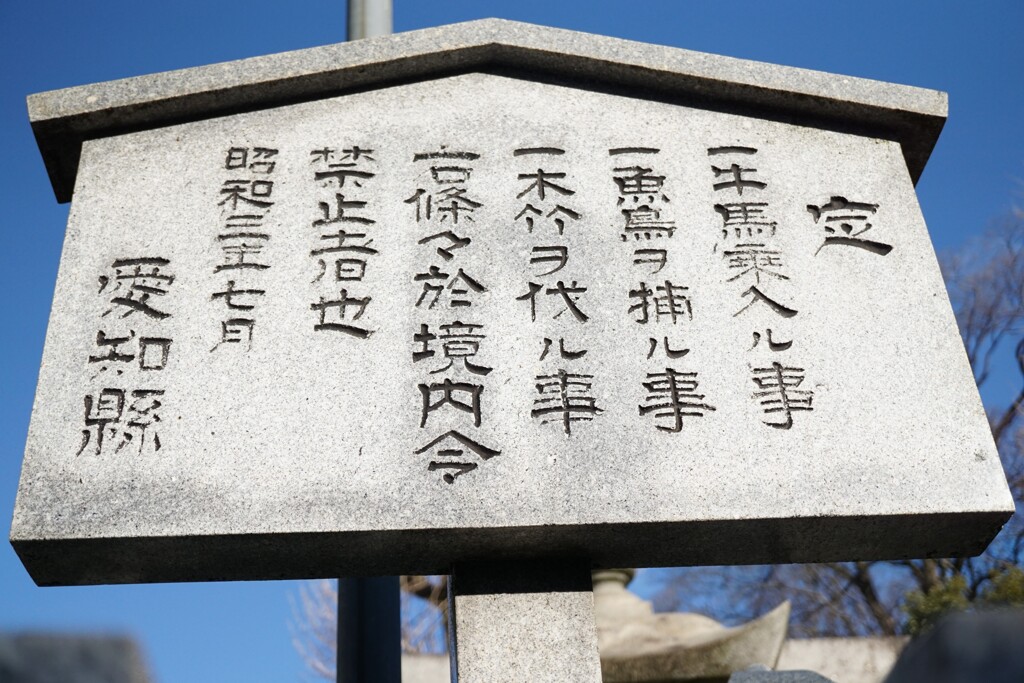 定
一牛馬乗入ル事
一魚鳥ヲ捕ル事
一木竹ヲ伐ル事
右條々於境内令
禁止者也
昭和三年七月
愛知縣